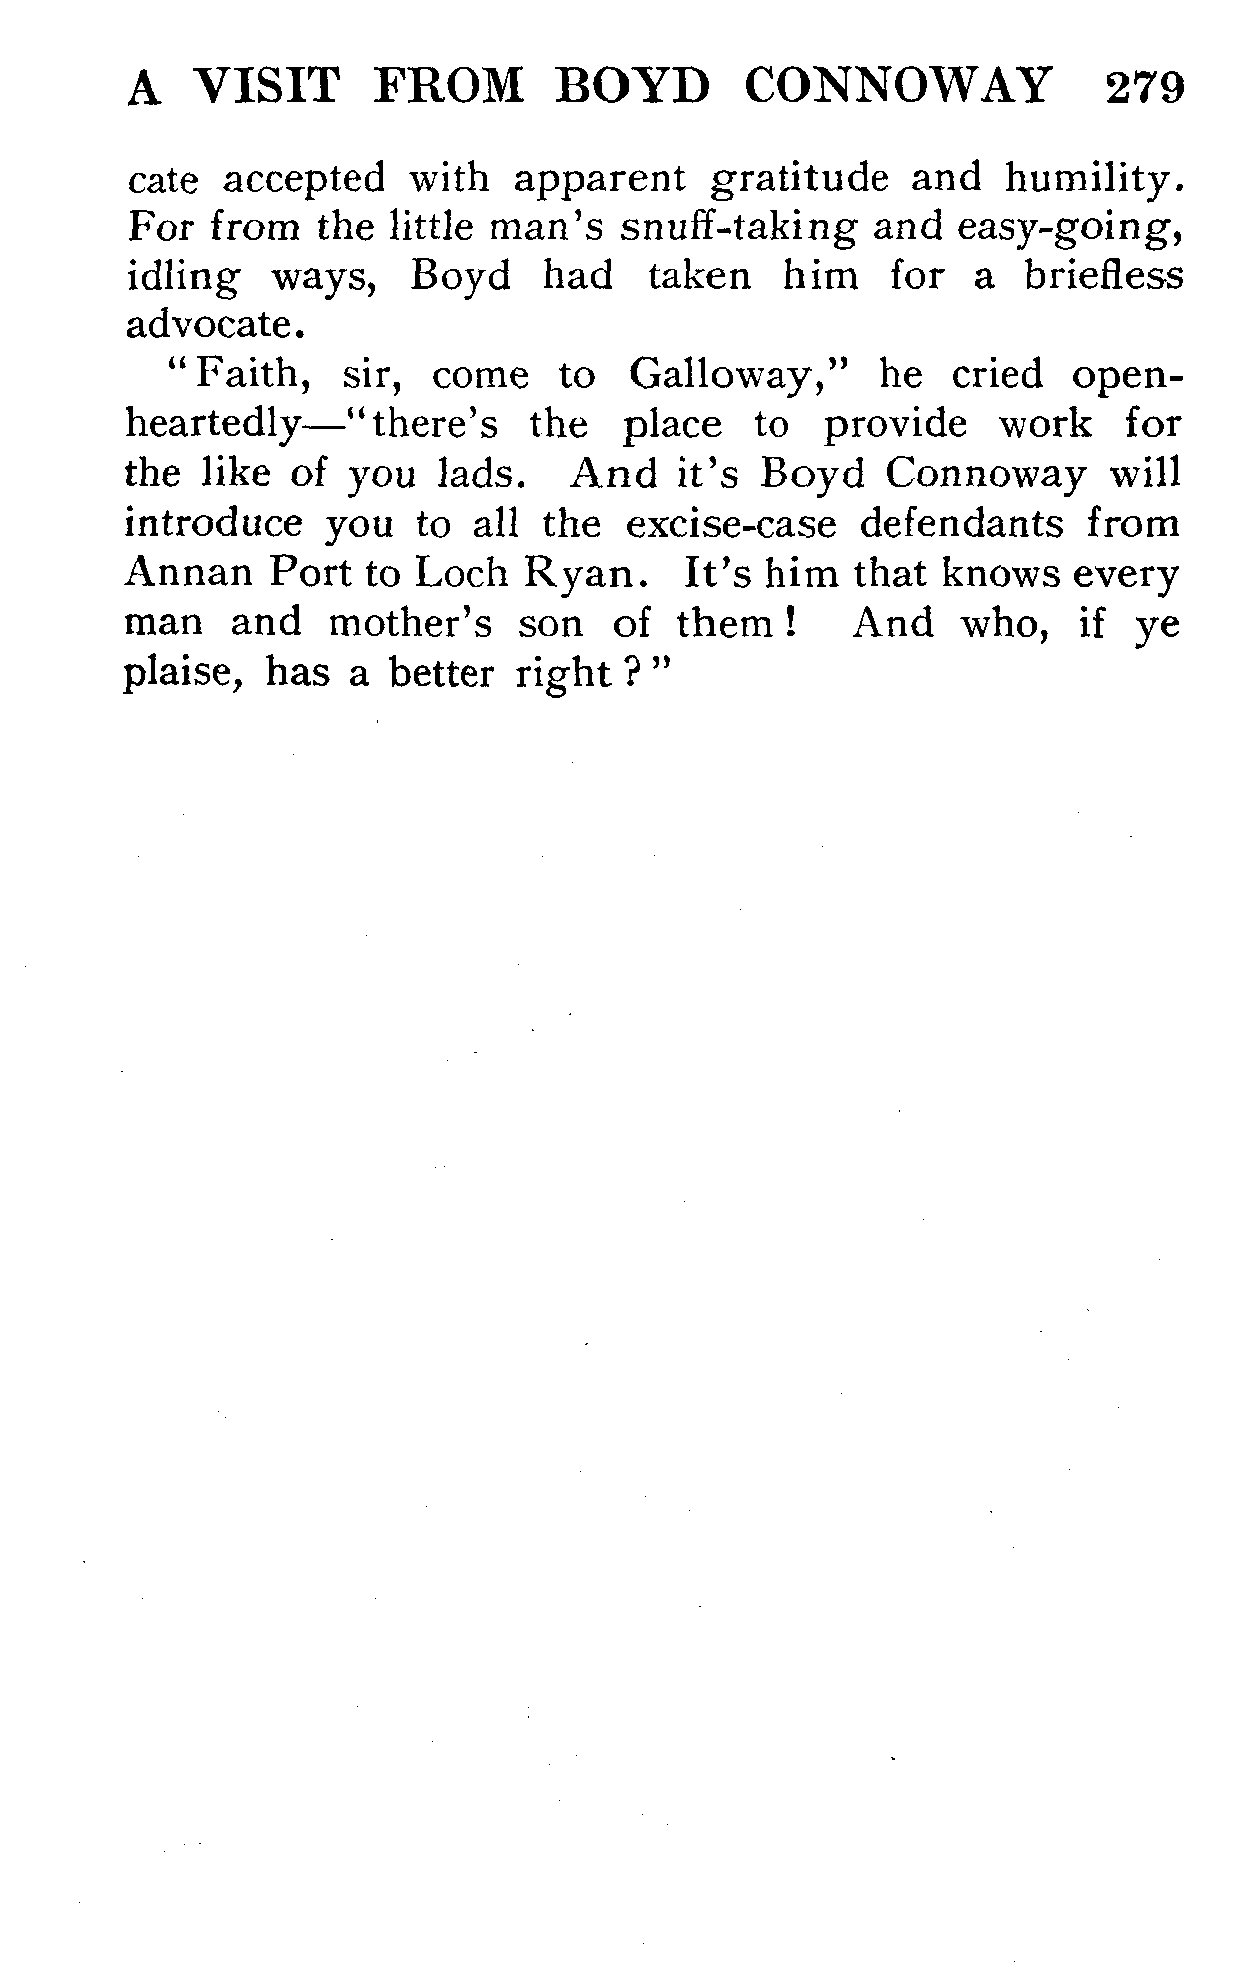 A VISIT FROM BOYD CONNOWAY 279
cate accepted with apparent gratitude and humility.
For from the little man's snuff-taking and easy-going,
idling ways, Boyd had taken him for a briefless
advocate.
"Faith, sir, come to Galloway," he cried open-
heartedly—"there's the place to provide work for
the like of you lads. And it's Boyd Connoway will
introduce you to all the excise-case defendants from
Annan Port to Loch Ryan. It's him that knows every
man and mother's son of them! And who, if ye
plaise, has a better right?"